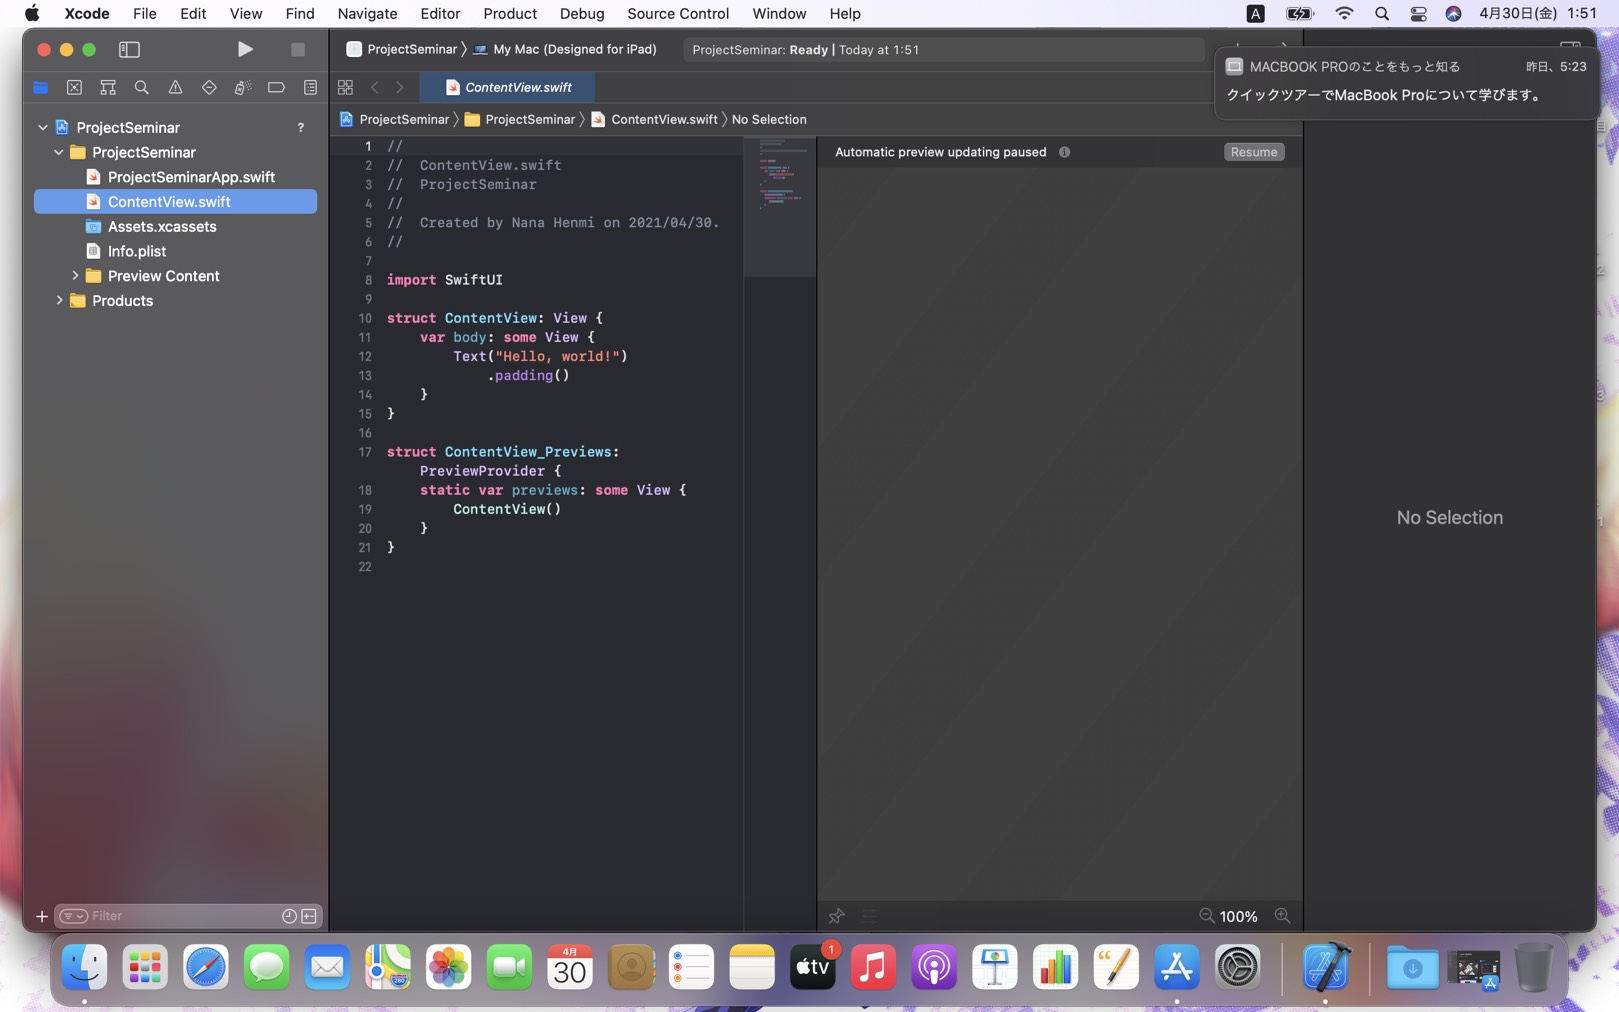 Xcode File Edit View Find Navigate Editor Product Debug Source Control Window Help A 4月30日(金) 1:51
ProjectSeminar 〉 My Mac (Designed for iPad) ProjectSeminar: Ready | Today at 1:51
MACBOOK PROのことをもっと知る 昨日、5:23
クイックツアーでMacBook Proについて学びます。
ContentView.swift
ProjectSeminar 〉 ProjectSeminar 〉 ContentView.swift 〉 No Selection
ProjectSeminar ?
ProjectSeminar
ProjectSeminarApp.swift
ContentView.swift
Assets.xcassets
Info.plist
Preview Content
Products
1 //
2 //  ContentView.swift
3 //  ProjectSeminar
4 //
5 //  Created by Nana Henmi on 2021/04/30.
6 //
7
8 import SwiftUI
9
10 struct ContentView: View {
11     var body: some View {
12         Text("Hello, world!")
13             .padding()
14     }
15 }
16
17 struct ContentView_Previews:
    PreviewProvider {
18     static var previews: some View {
19         ContentView()
20     }
21 }
22
Automatic preview updating paused Resume
No Selection
Filter
100%
4月
30
280
tv
1